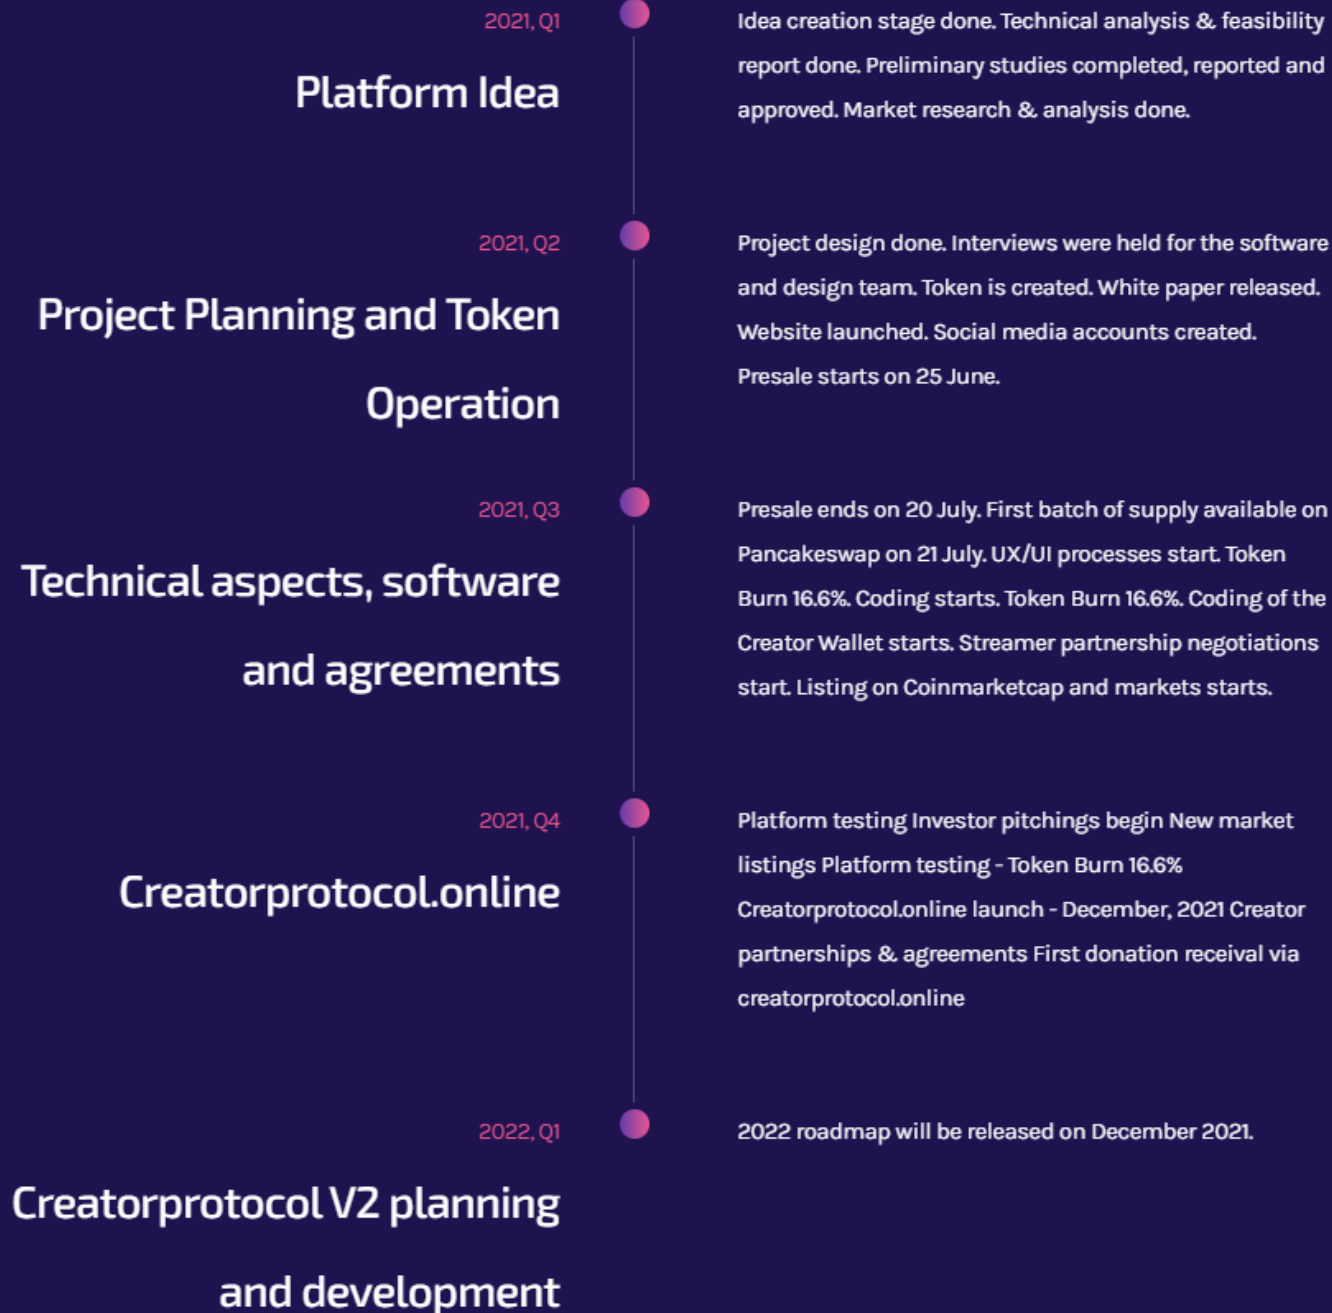 2021, Q1
Platform Idea
Idea creation stage done. Technical analysis & feasibility
report done. Preliminary studies completed, reported and
approved. Market research & analysis done.
2021, Q2
Project Planning and Token
Operation
Project design done. Interviews were held for the software
and design team. Token is created. White paper released.
Website launched. Social media accounts created.
Presale starts on 25 June.
2021, Q3
Technical aspects, software
and agreements
Presale ends on 20 July. First batch of supply available on
Pancakeswap on 21 July. UX/UI processes start. Token
Burn 16.6%. Coding starts. Token Burn 16.6%. Coding of the
Creator Wallet starts. Streamer partnership negotiations
start. Listing on Coinmarketcap and markets starts.
2021, Q4
Creatorprotocol.online
Platform testing Investor pitchings begin New market
listings Platform testing - Token Burn 16.6%
Creatorprotocol.online launch - December, 2021 Creator
partnerships & agreements First donation receival via
creatorprotocol.online
2022, Q1
Creatorprotocol V2 planning
and development
2022 roadmap will be released on December 2021.